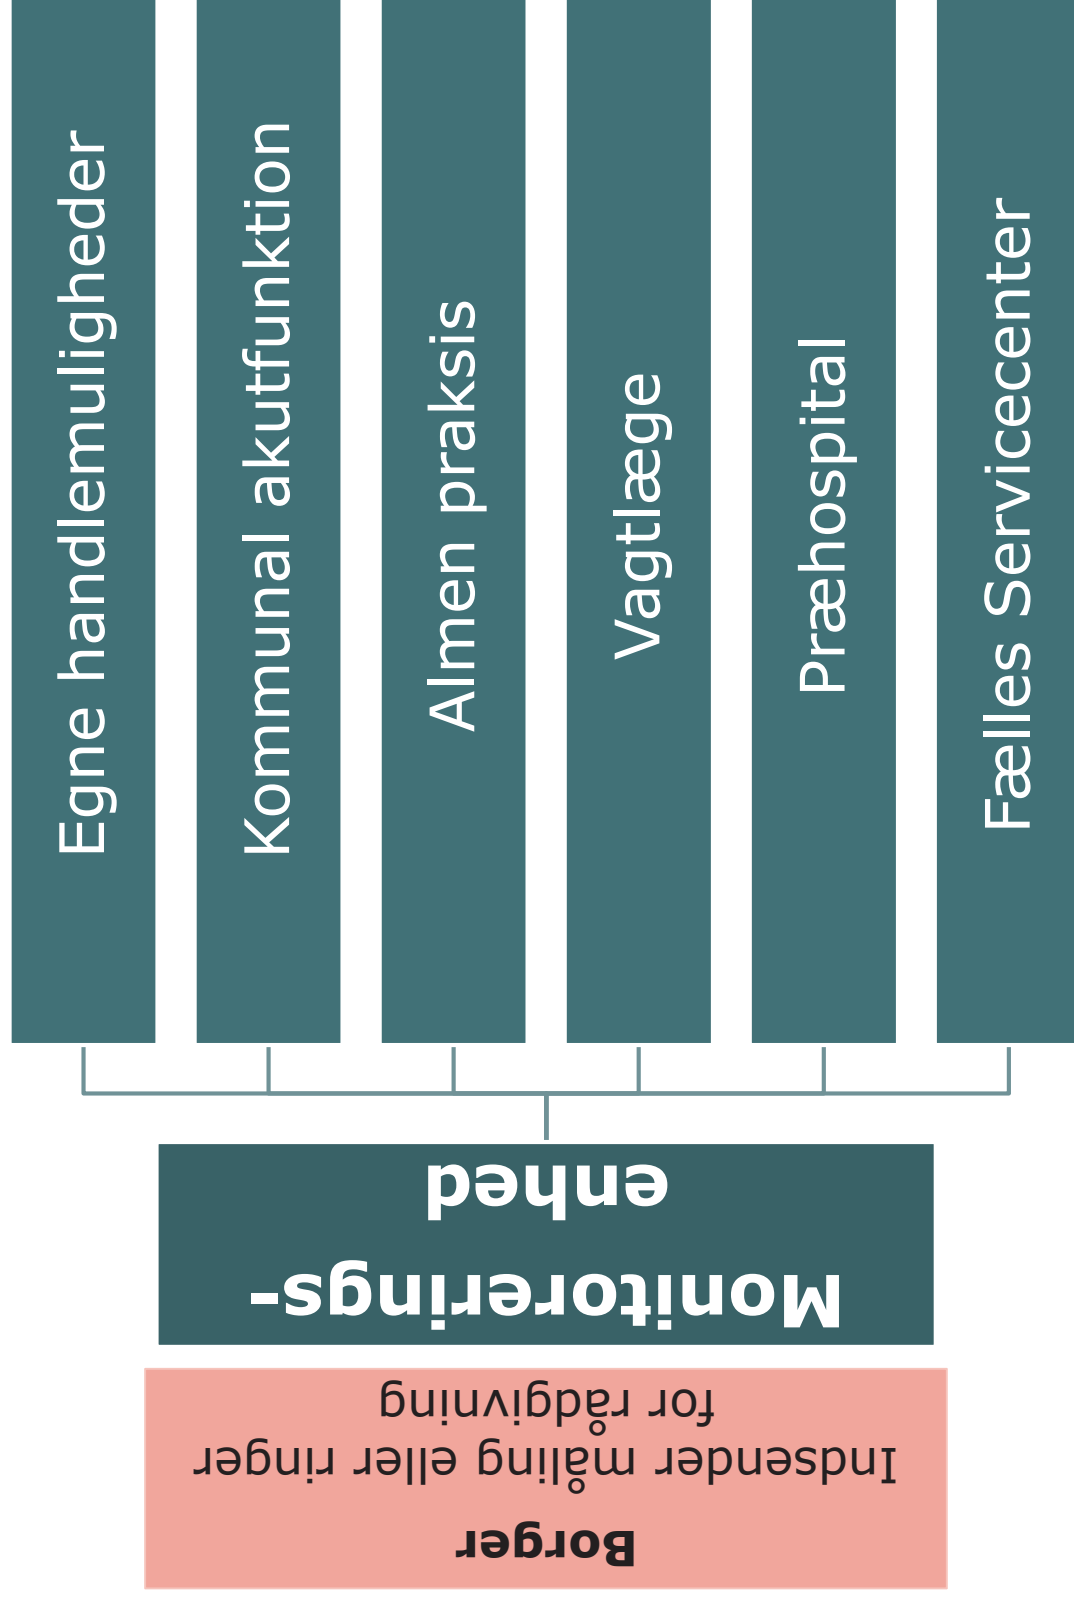 Borger
Indsender måling eller ringer
for rådgivning
Monitorerings-
enhed
Fælles Servicecenter
Præhospital
Vagtlæge
Almen praksis
Kommunal akutfunktion
Egne handlemuligheder